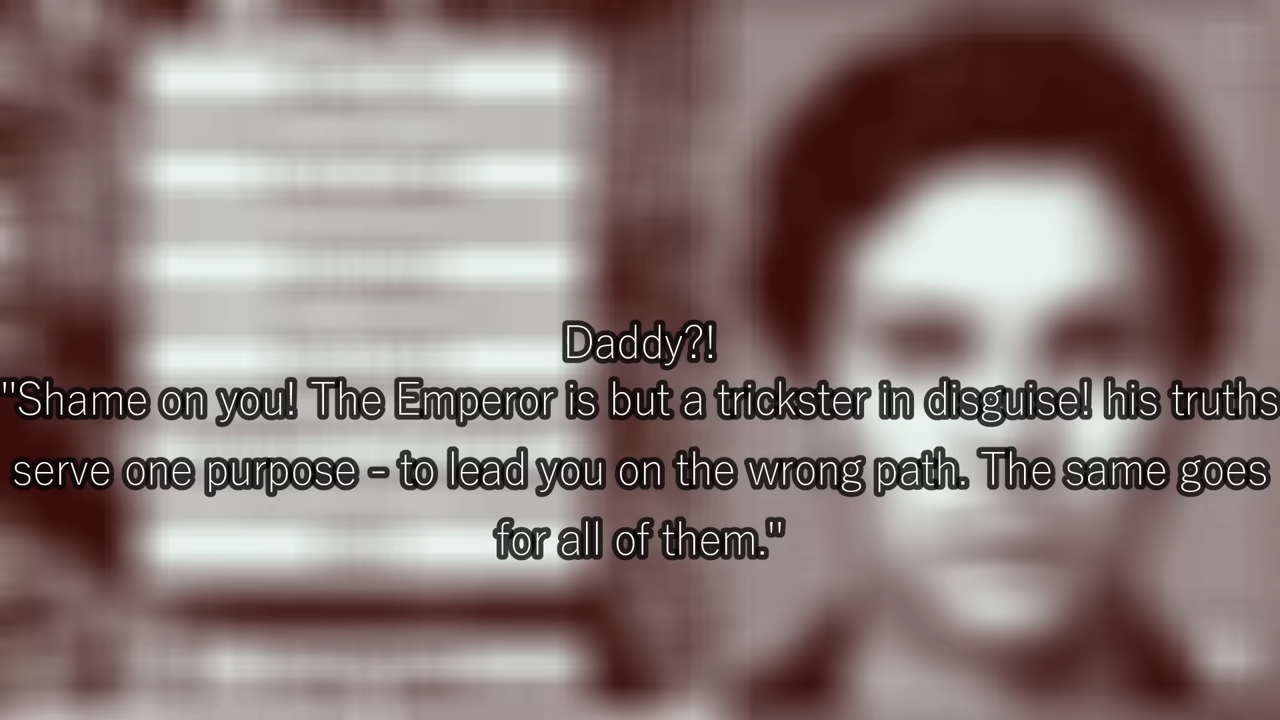 Daddy?!
"Shame on you! The Emperor is but a trickster in disguise! his truths
serve one purpose - to lead you on the wrong path. The same goes
for all of them."